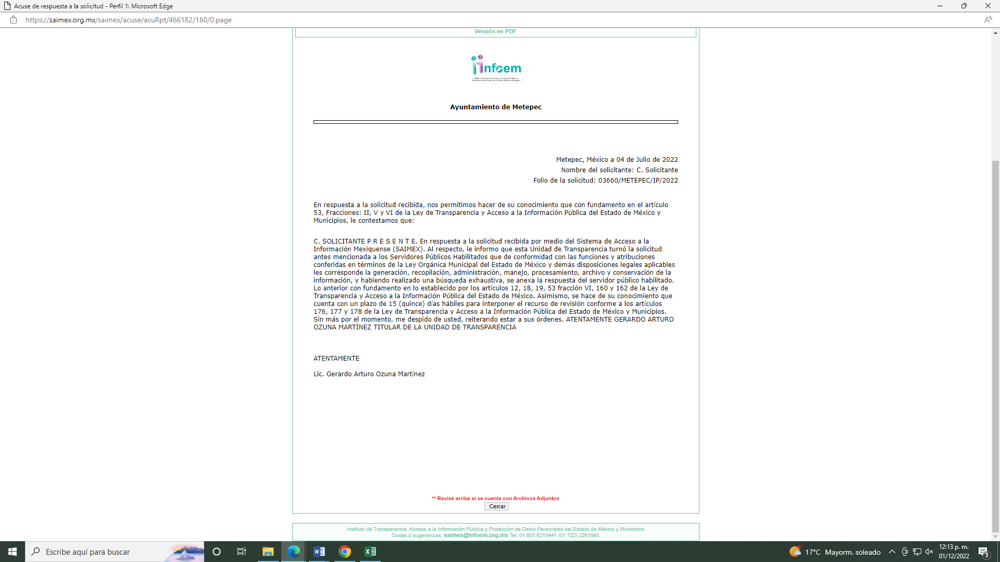 Acuse de respuesta a la solicitud - Perfil 1: Microsoft Edge
https://saimex.org.mx/saimex/acuse/acuRpt/466182/160/0.page
Versión en PDF
infoem
Ayuntamiento de Metepec
Metepec, México a 04 de Julio de 2022
Nombre del solicitante: C. Solicitante
Folio de la solicitud: 03660/METEPEC/IP/2022
En respuesta a la solicitud recibida, nos permitimos hacer de su conocimiento que con fundamento en el artículo
53, Fracciones: II, V y VI de la Ley de Transparencia y Acceso a la Información Pública del Estado de México y
Municipios, le contestamos que:
C. SOLICITANTE P R E S E N T E. En respuesta a la solicitud recibida por medio del Sistema de Acceso a la
Información Mexiquense (SAIMEX). Al respecto, le informo que esta Unidad de Transparencia turnó la solicitud
antes mencionada a los Servidores Públicos Habilitados que de conformidad con las funciones y atribuciones
conferidas en términos de la Ley Orgánica Municipal del Estado de México y demás disposiciones legales aplicables
les corresponde la generación, recopilación, administración, manejo, procesamiento, archivo y conservación de la
información, y habiendo realizado una búsqueda exhaustiva, se anexa la respuesta del servidor público habilitado.
Lo anterior con fundamento en lo establecido por los artículos 12, 18, 19, 53 fracción VI, 160 y 162 de la Ley de
Transparencia y Acceso a la Información Pública del Estado de México. Asimismo, se hace de su conocimiento que
cuenta con un plazo de 15 (quince) días hábiles para interponer el recurso de revisión conforme a los artículos
176, 177 y 178 de la Ley de Transparencia y Acceso a la Información Pública del Estado de México y Municipios.
Sin más por el momento, me despido de usted, reiterando estar a sus órdenes. ATENTAMENTE GERARDO ARTURO
OZUNA MARTÍNEZ TITULAR DE LA UNIDAD DE TRANSPARENCIA
ATENTAMENTE
Lic. Gerardo Arturo Ozuna Martínez
** Revise arriba si se cuenta con Archivos Adjuntos
Cerrar
Instituto de Transparencia, Acceso a la Información Pública y Protección de Datos Personales del Estado de México y Municipios
Dudas o sugerencias: saimex@infoem.org.mx Tel. 01 800 8210441 (01 722) 2261980
Escribe aquí para buscar
17°C Mayorm. soleado
12:13 p. m.
01/12/2022
3